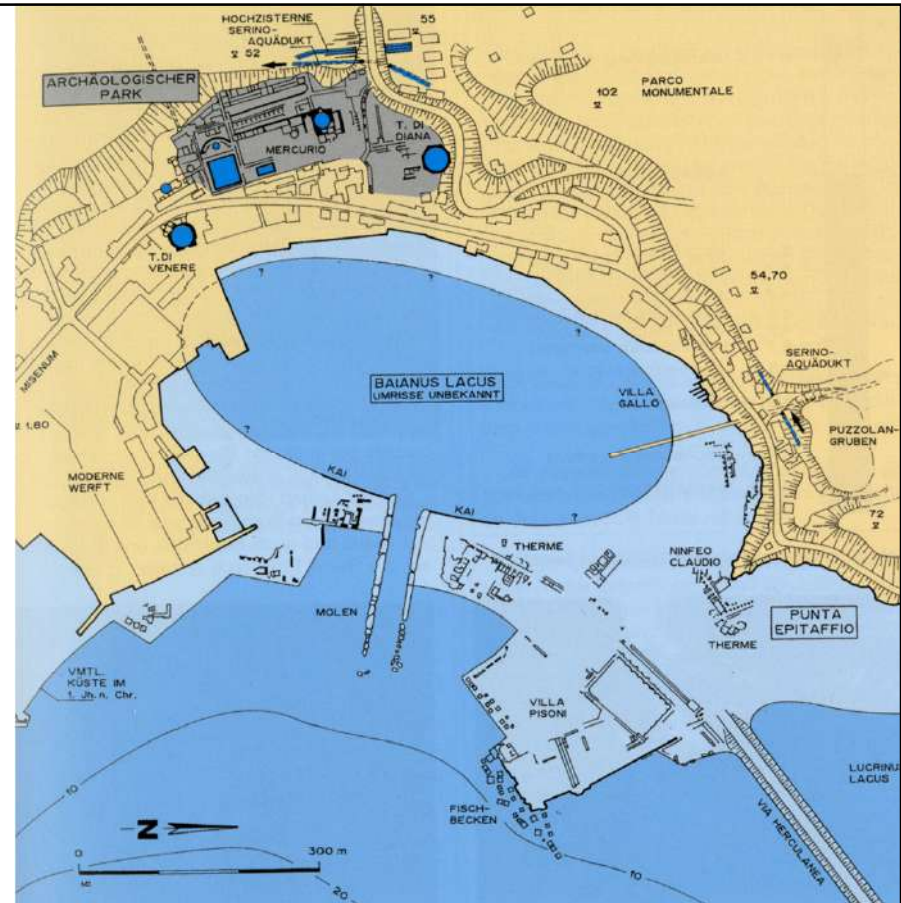 HOCHZISTERNE
SERINO-
AQUÄDUKT
55
52
ARCHÄOLOGISCHER
PARK
102
PARCO
MONUMENTALE
T. DI
DIANA
MERCURIO
T. DI
VENERE
54,70
MISENUM
SERINO-
AQUÄDUKT
BAIANUS LACUS
UMRISSE UNBEKANNT
VILLA
GALLO
PUZZOLAN-
GRUBEN
1,60
MODERNE
WERFT
KAI
KAI
72
THERME
NINFEO
CLAUDIO
MOLEN
PUNTA
EPITAFFIO
THERME
VMTL.
KÜSTE IM
1. Jh. n. Chr.
VILLA
PISONI
LUCRINUS
LACUS
10
FISCH-
BECKEN
VIA HERCULANEA
N
0
300 m
10
20
?
?
?
?
?